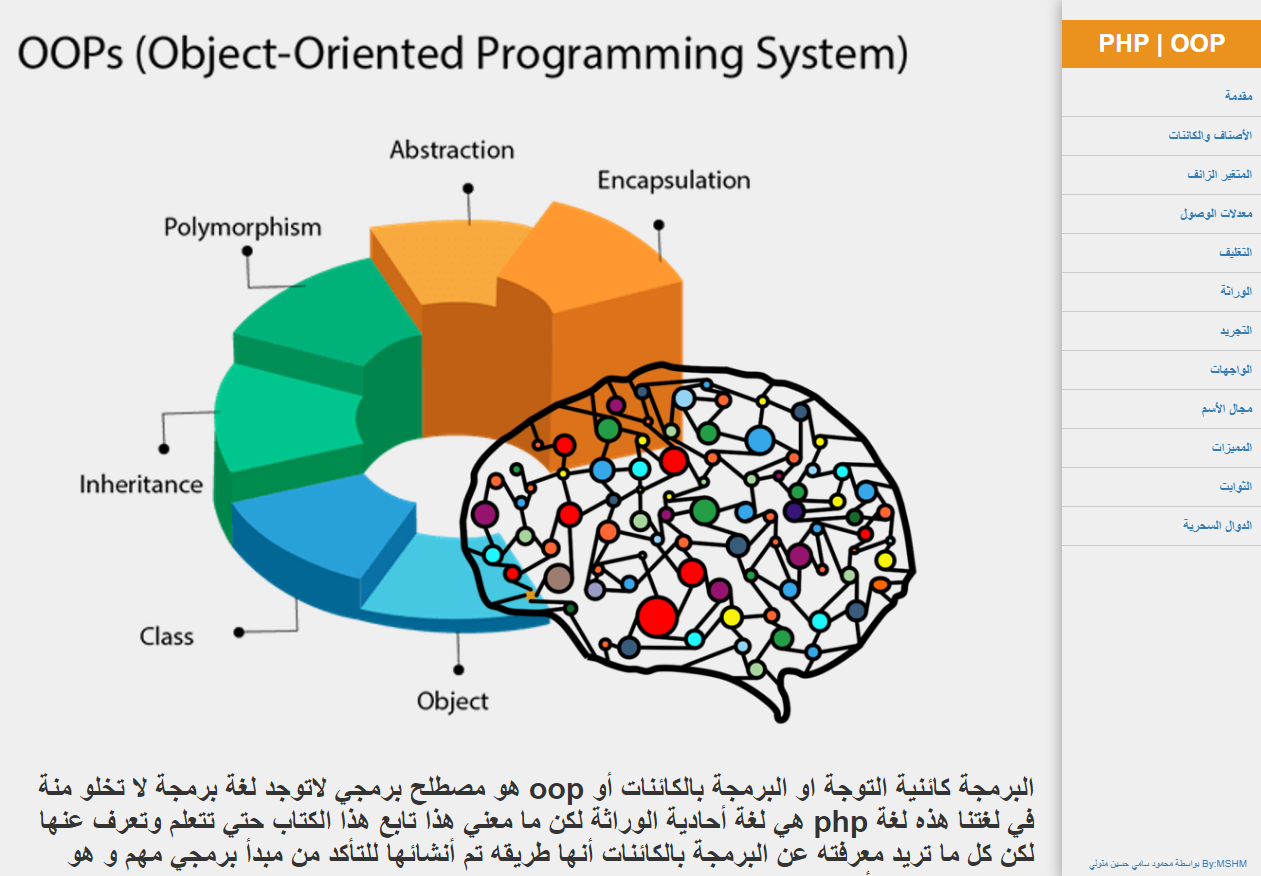 OOPs (Object-Oriented Programming System)
Abstraction
Encapsulation
Polymorphism
Inheritance
Class
Object
البرمجة كائنية التوجة او البرمجة بالكائنات أو oop هو مصطلح برمجي لاتوجد لغة برمجة لا تخلو منة
في لغتنا هذه لغة php هي لغة أحادية الوراثة لكن ما معني هذا تابع هذا الكتاب حتي تتعلم وتعرف عنها
لكن كل ما تريد معرفته عن البرمجة بالكائنات أنها طريقه تم أنشائها للتأكد من مبدأ برمجي مهم و هو
PHP | OOP
مقدمة
الأصناف والكائنات
المتغير الزائف
معدلات الوصول
التغليف
الوراثة
التجريد
الواجهات
مجال الأسم
المميزات
الثوابت
الدوال السحرية
By:MSHM بواسطة محمود سامي حسين متولي